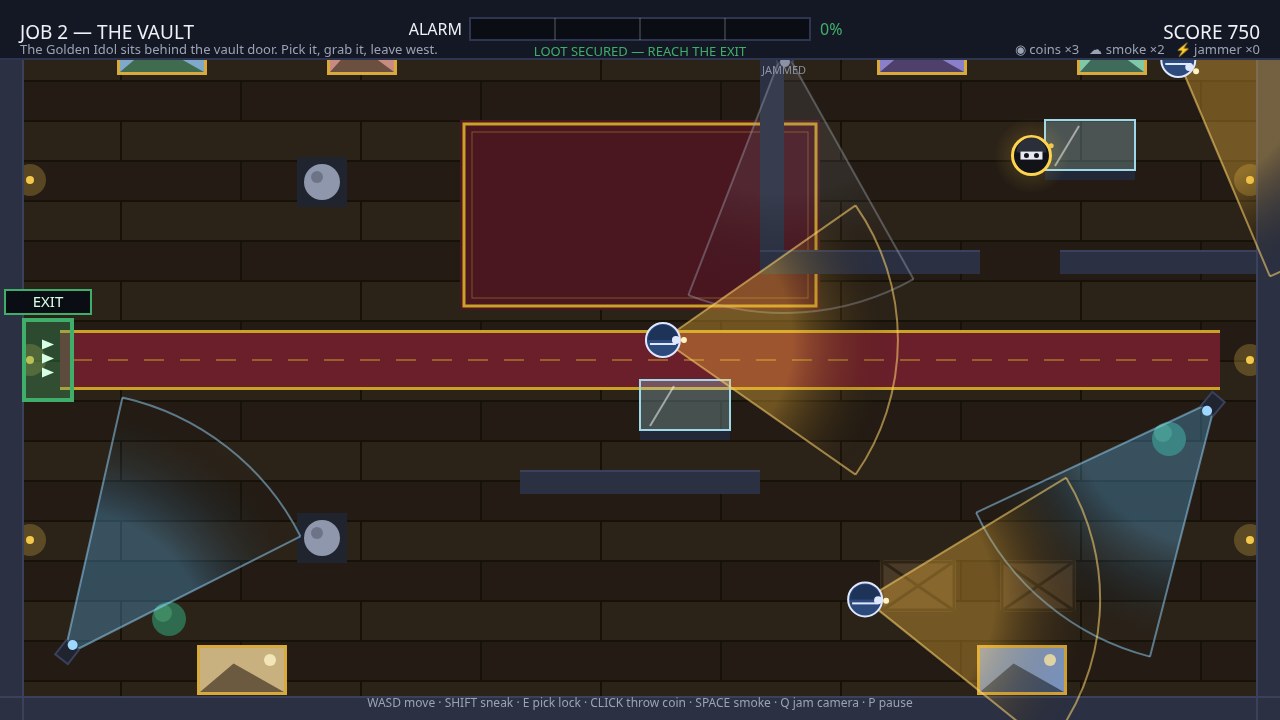 JOB 2 — THE VAULT
The Golden Idol sits behind the vault door. Pick it, grab it, leave west.
ALARM
0%
LOOT SECURED — REACH THE EXIT
SCORE 750
coins ×3 smoke ×2 jammer ×0
JAMMED
EXIT
WASD move · SHIFT sneak · E pick lock · CLICK throw coin · SPACE smoke · Q jam camera · P pause